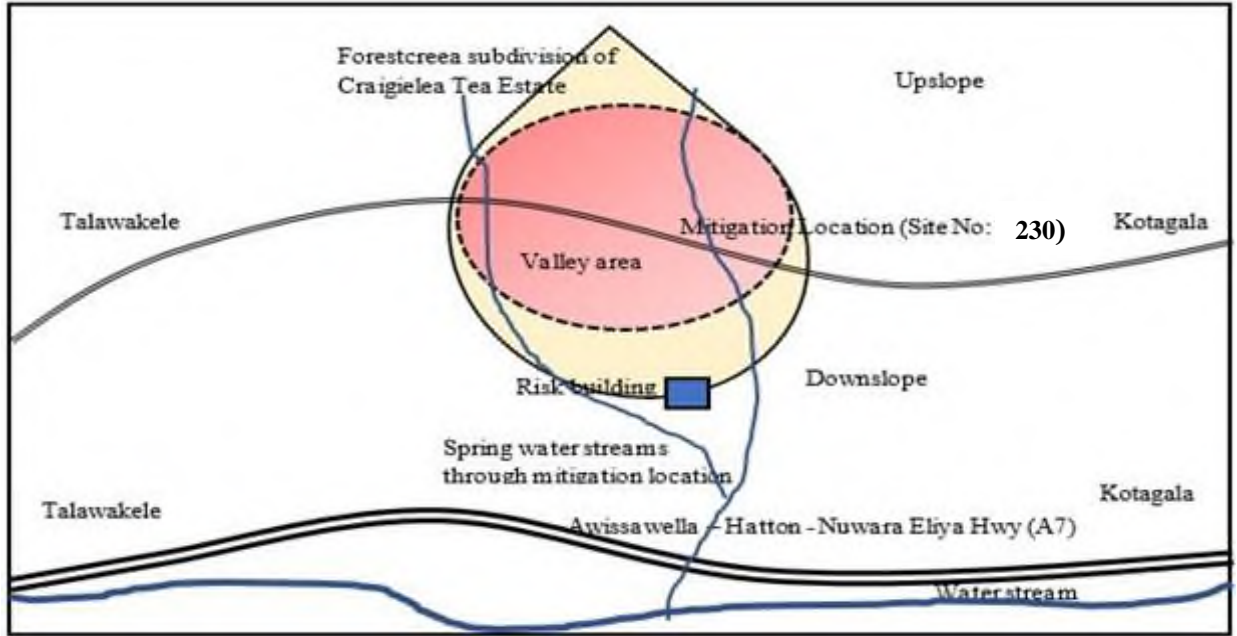 Forestcreea subdivision of
Craigielea Tea Estate
Upslope
Talawakele
Mitigation Location (Site No: 230)
Kotagala
Valley area
Risk building
Downslope
Spring water streams
through mitigation location
Talawakele
Kotagala
Awissawella – Hatton - Nuwara Eliya Hwy (A7)
Water stream